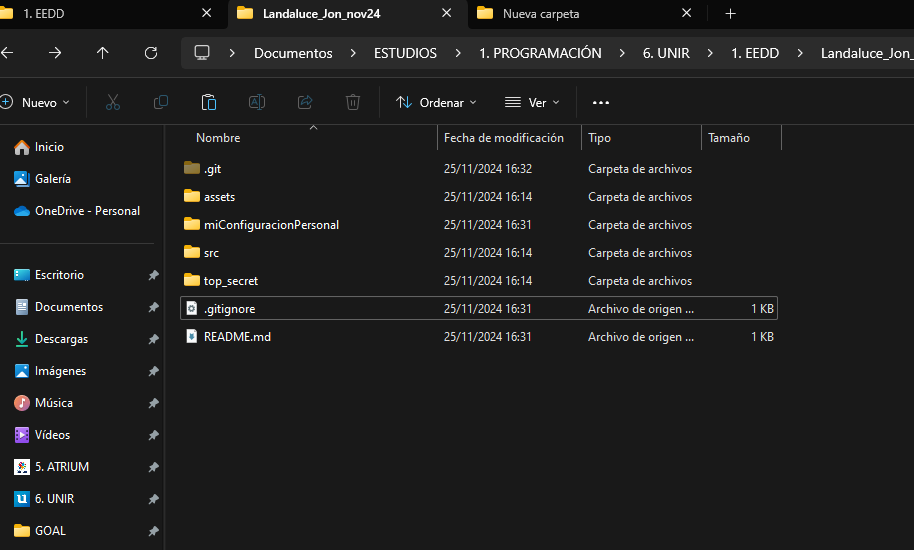 1. EEDD
Landaluce_Jon_nov24
Nueva carpeta
Documentos > ESTUDIOS > 1. PROGRAMACIÓN > 6. UNIR > 1. EEDD > Landaluce_Jon_
Nuevo
Ordenar
Ver
Nombre Fecha de modificación Tipo Tamaño
.git 25/11/2024 16:32 Carpeta de archivos
assets 25/11/2024 16:14 Carpeta de archivos
miConfiguracionPersonal 25/11/2024 16:31 Carpeta de archivos
src 25/11/2024 16:14 Carpeta de archivos
top_secret 25/11/2024 16:14 Carpeta de archivos
.gitignore 25/11/2024 16:31 Archivo de origen ... 1 KB
README.md 25/11/2024 16:31 Archivo de origen ... 1 KB
Inicio
Galería
OneDrive - Personal
Escritorio
Documentos
Descargas
Imágenes
Música
Vídeos
5. ATRIUM
6. UNIR
GOAL